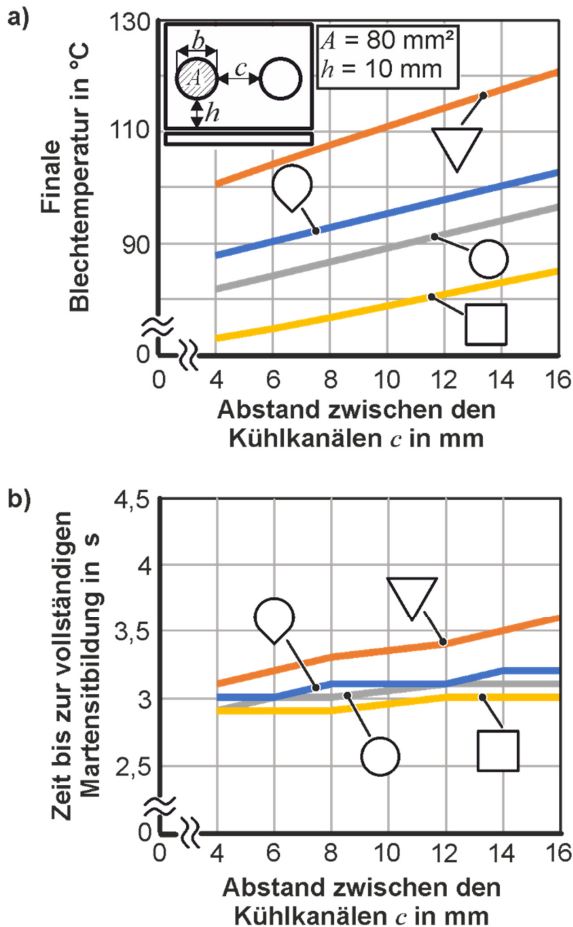 a)
130
110
90
0
Finale
Blechtemperatur in °C
b
A
c
h
A = 80 mm²
h = 10 mm
0 4 6 8 10 12 14 16
Abstand zwischen den
Kühlkanälen c in mm
b)
4,5
4
3,5
3
2,5
0
Zeit bis zur vollständigen
Martensitbildung in s
0 4 6 8 10 12 14 16
Abstand zwischen den
Kühlkanälen c in mm